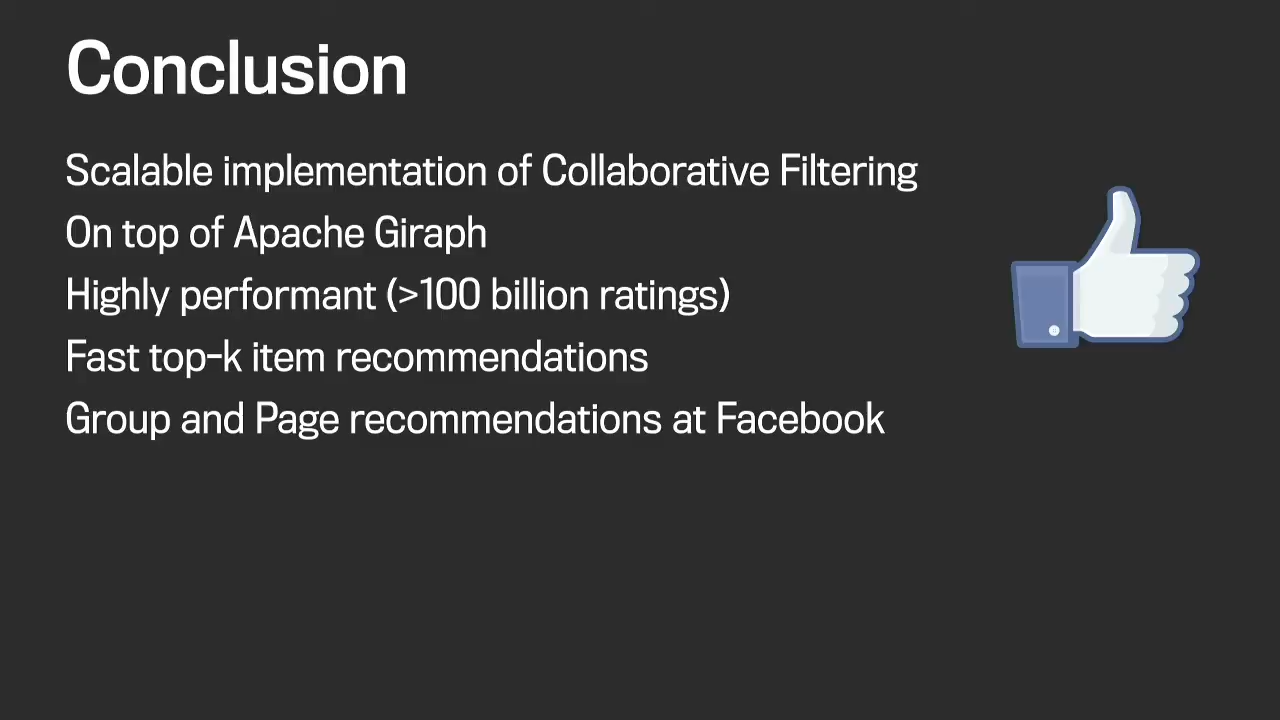 Conclusion
Scalable implementation of Collaborative Filtering
On top of Apache Giraph
Highly performant (>100 billion ratings)
Fast top-k item recommendations
Group and Page recommendations at Facebook